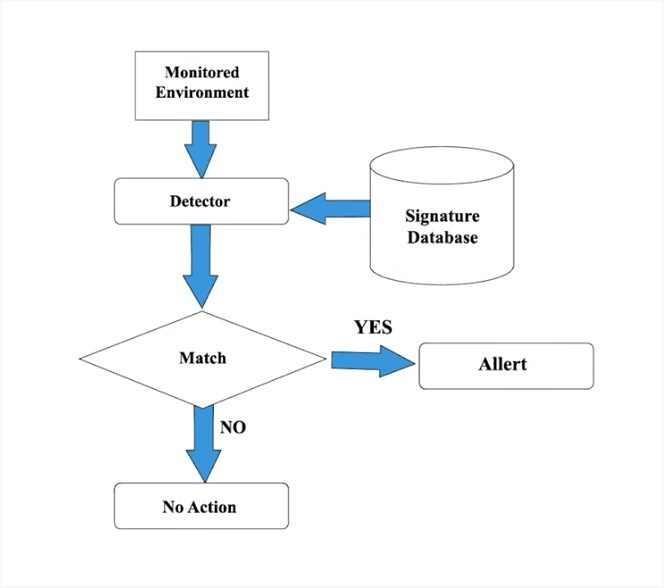 Monitored
Environment
Detector
Signature
Database
Match
YES
Allert
NO
No Action